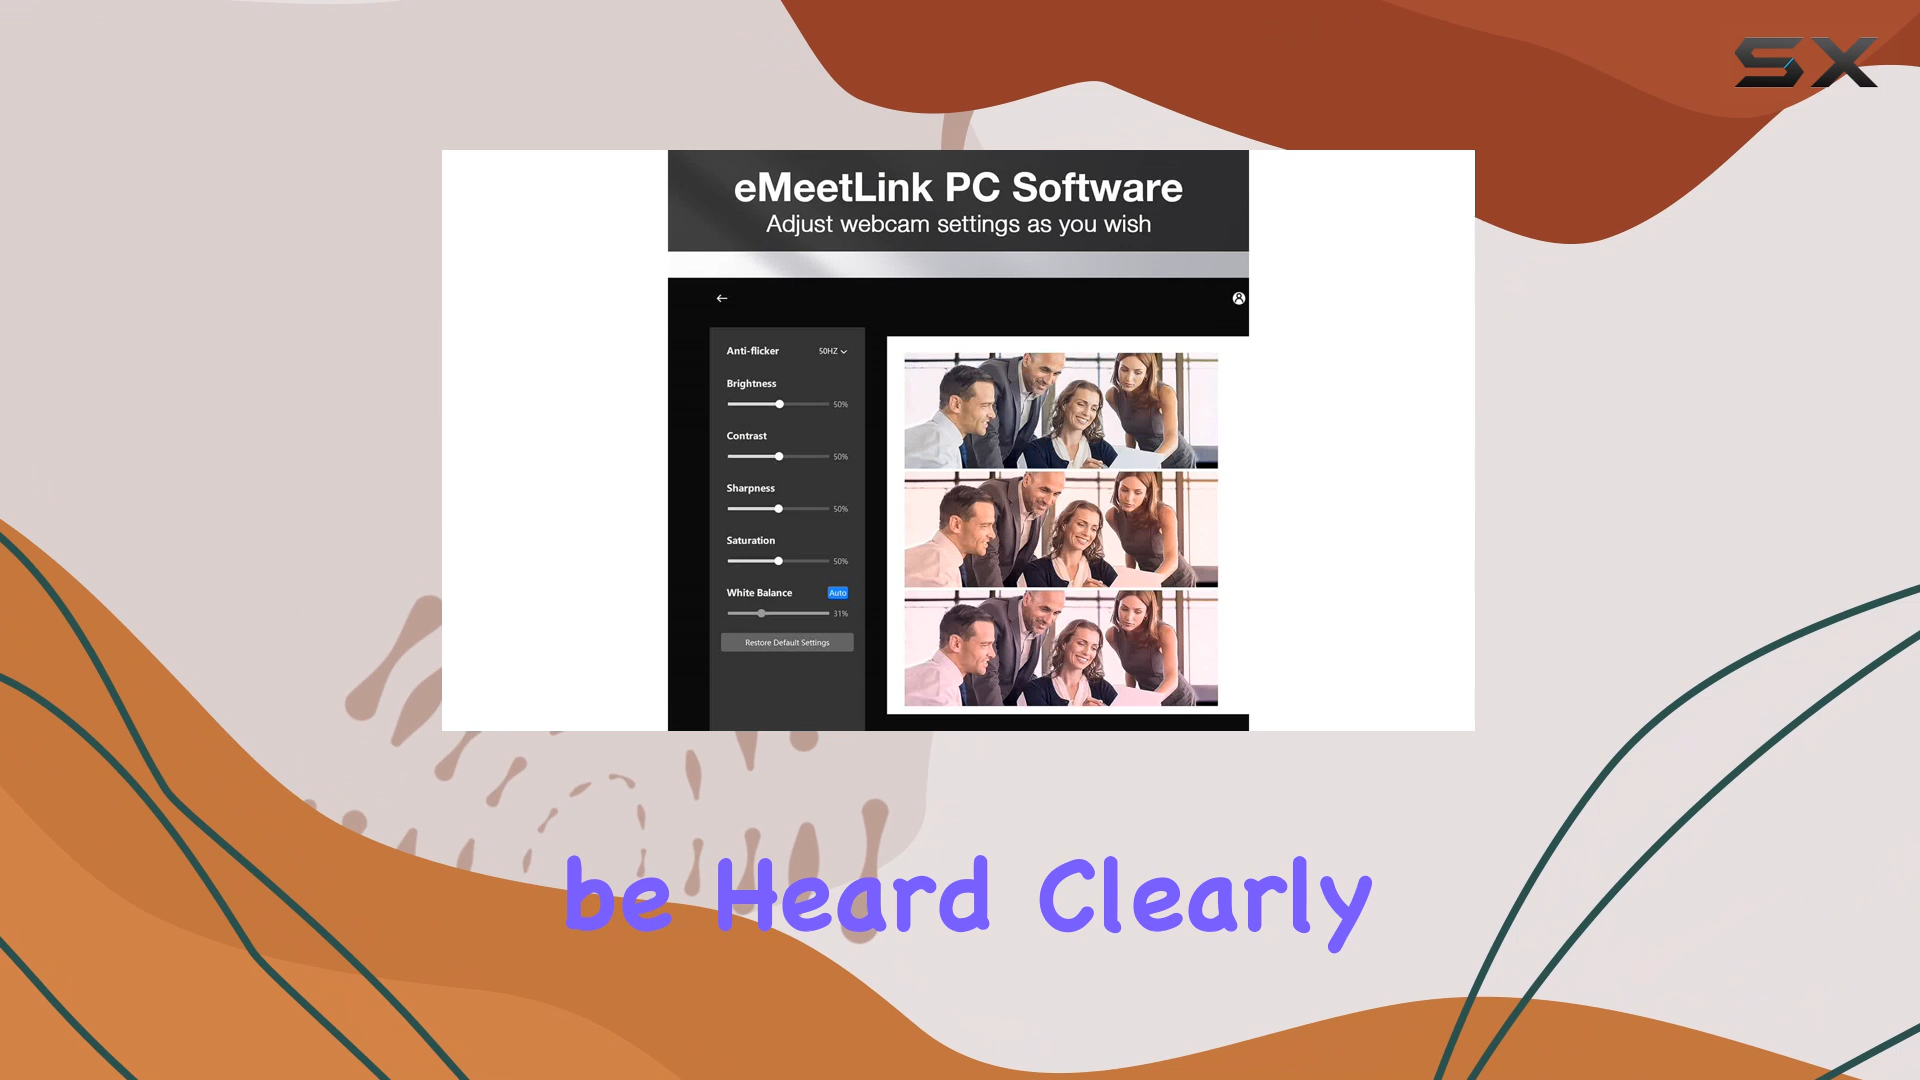 SX
eMeetLink PC Software
Adjust webcam settings as you wish
Anti-flicker 50HZ
Brightness
50%
Contrast
50%
Sharpness
50%
Saturation
50%
White Balance Auto
31%
Restore Default Settings
be Heard Clearly